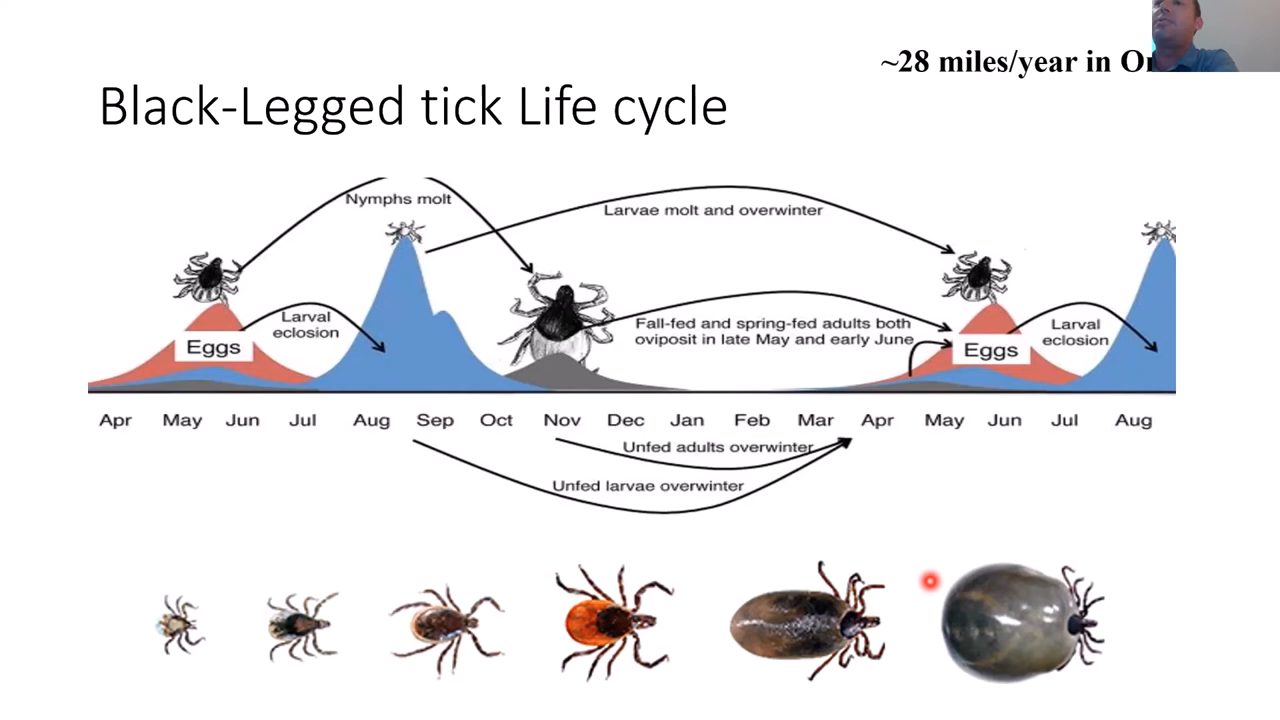 ~28 miles/year in
Black-Legged tick Life cycle
Nymphs molt
Larvae molt and overwinter
Larval
eclosion
Eggs
Fall-fed and spring-fed adults both
oviposit in late May and early June
Eggs
Larval
eclosion
Apr May Jun Jul Aug Sep Oct Nov Dec Jan Feb Mar Apr May Jun Jul Aug
Unfed adults overwinter
Unfed larvae overwinter